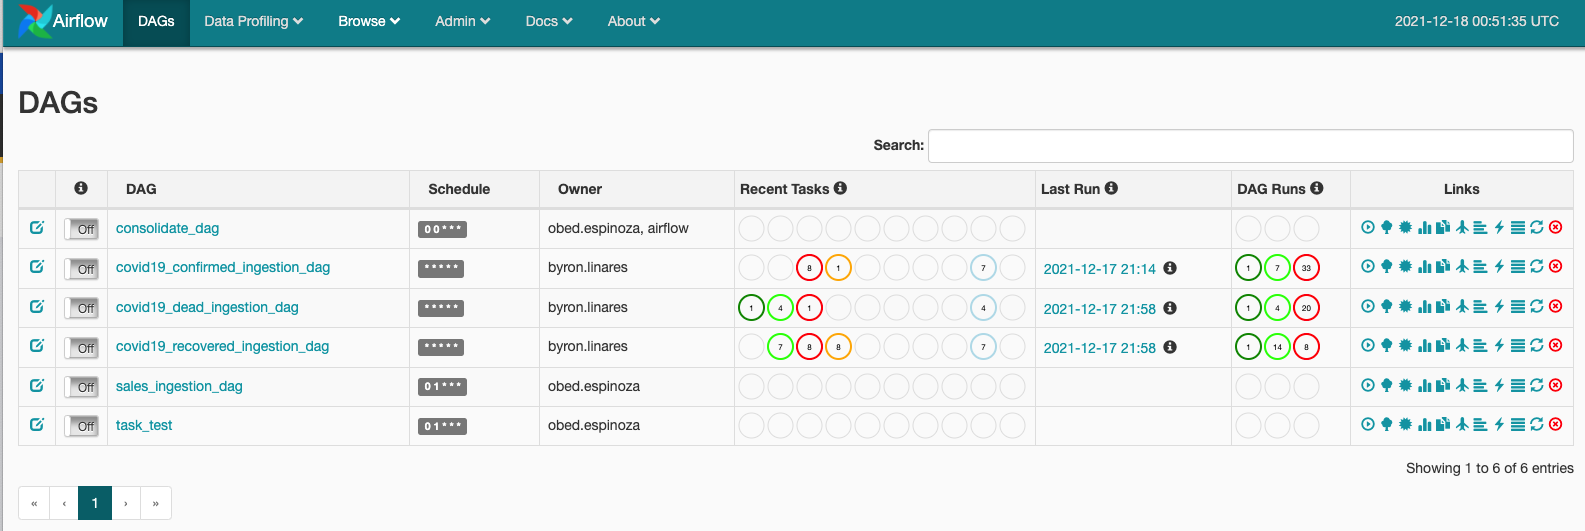 Airflow DAGs Data Profiling Browse Admin Docs About 2021-12-18 00:51:35 UTC
DAGs
Search:
DAG Schedule Owner Recent Tasks Last Run DAG Runs Links
Off consolidate_dag 0 0 * * * obed.espinoza, airflow
Off covid19_confirmed_ingestion_dag * * * * * byron.linares 8 1 7 2021-12-17 21:14 1 7 33
Off covid19_dead_ingestion_dag * * * * * byron.linares 1 4 1 4 2021-12-17 21:58 1 4 20
Off covid19_recovered_ingestion_dag * * * * * byron.linares 7 8 8 7 2021-12-17 21:58 1 14 8
Off sales_ingestion_dag 0 1 * * * obed.espinoza
Off task_test 0 1 * * * obed.espinoza
Showing 1 to 6 of 6 entries
« ‹ 1 › »